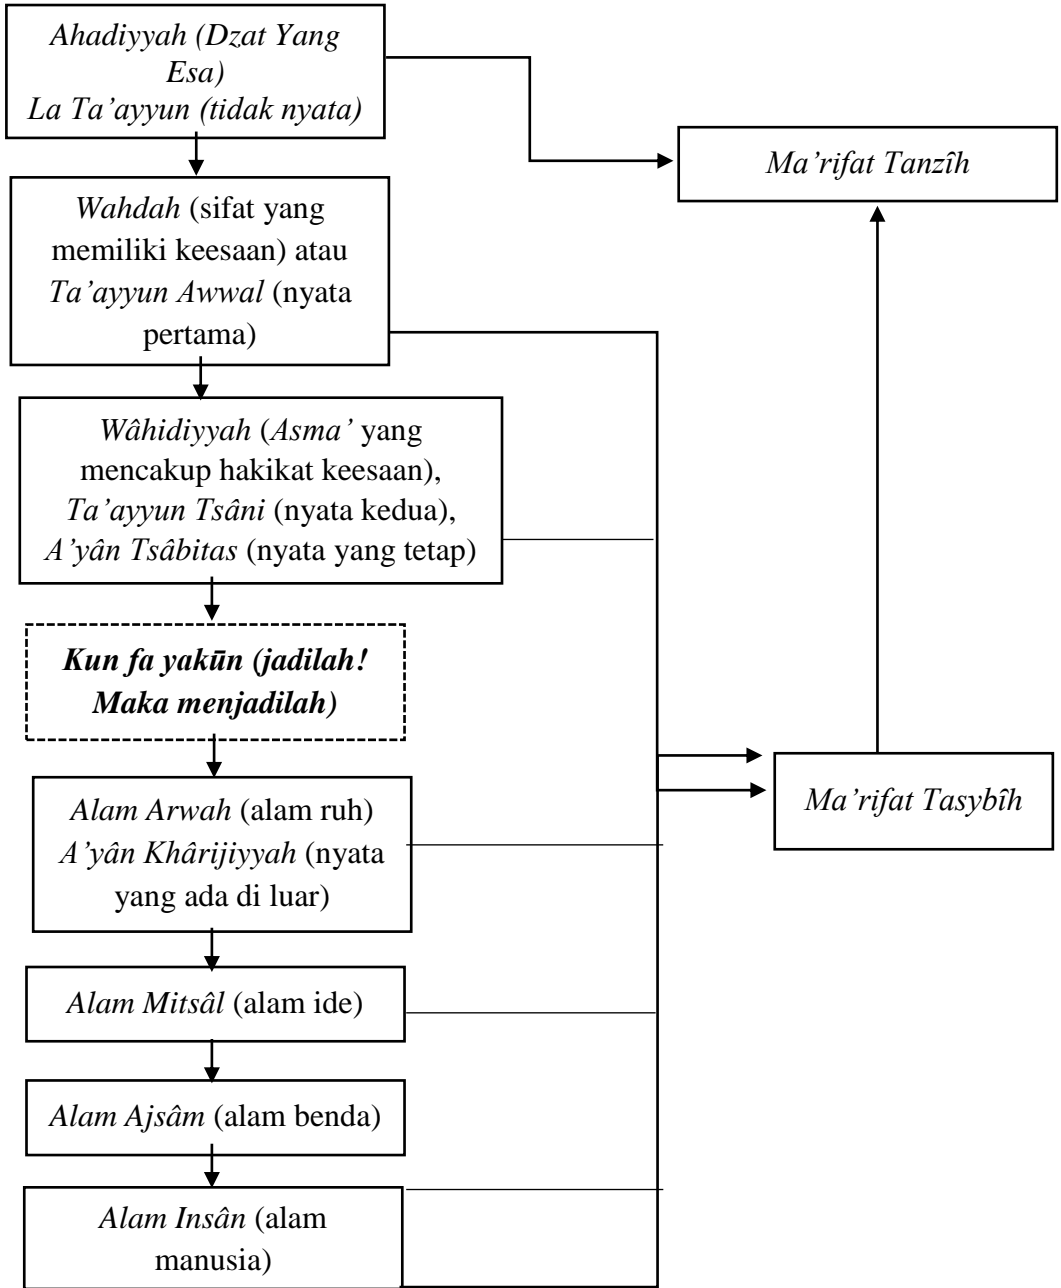 Ahadiyyah (Dzat Yang
Esa)
La Ta’ayyun (tidak nyata)
Ma’rifat Tanzîh
Wahdah (sifat yang
memiliki keesaan) atau
Ta’ayyun Awwal (nyata
pertama)
Wâhidiyyah (Asma’ yang
mencakup hakikat keesaan),
Ta’ayyun Tsâni (nyata kedua),
A’yân Tsâbitas (nyata yang tetap)
Kun fa yakūn (jadilah!
Maka menjadilah)
Alam Arwah (alam ruh)
A’yân Khârijiyyah (nyata
yang ada di luar)
Ma’rifat Tasybîh
Alam Mitsâl (alam ide)
Alam Ajsâm (alam benda)
Alam Insân (alam
manusia)